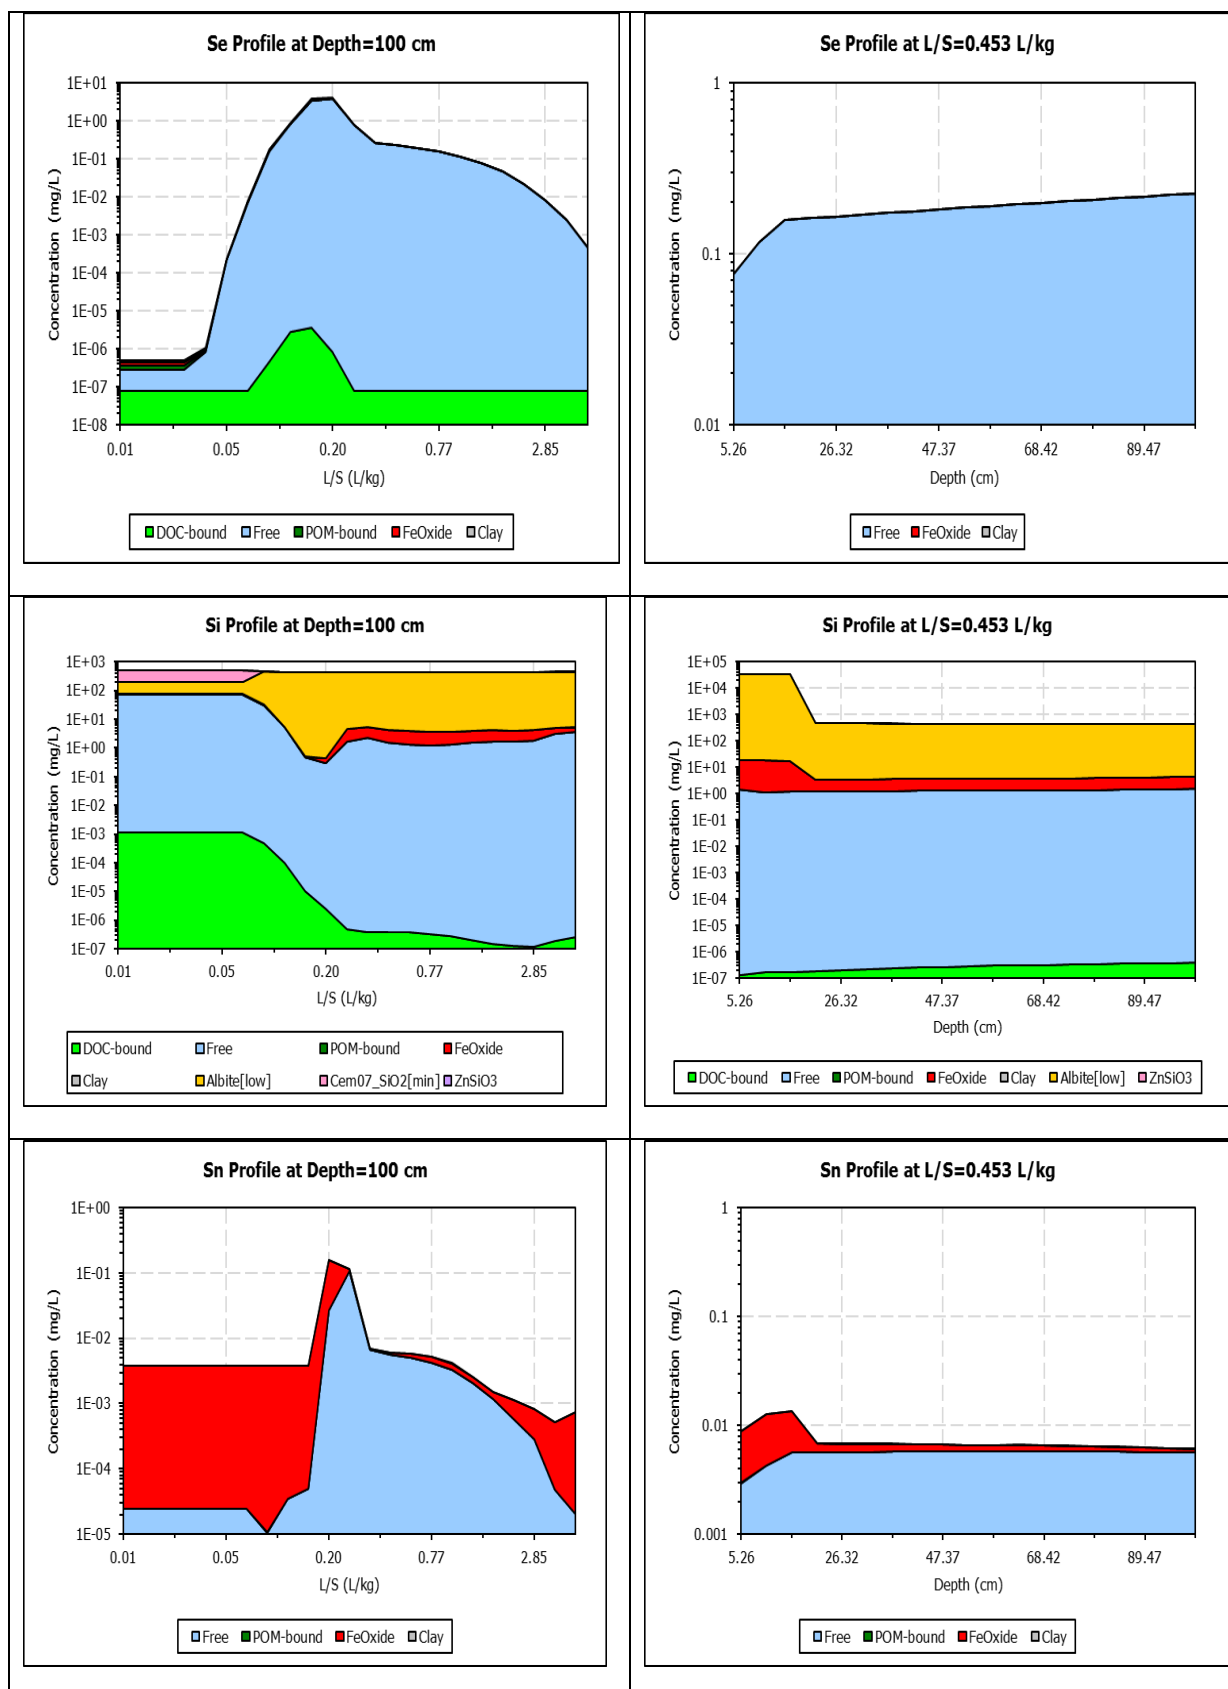 Se Profile at Depth=100 cm
1E+01
1E+00
1E-01
1E-02
1E-03
1E-04
1E-05
1E-06
1E-07
1E-08
Concentration (mg/L)
0.01 0.05 0.20 0.77 2.85
L/S (L/kg)
DOC-bound Free POM-bound FeOxide Clay
Se Profile at L/S=0.453 L/kg
1
0.1
0.01
Concentration (mg/L)
5.26 26.32 47.37 68.42 89.47
Depth (cm)
Free FeOxide Clay
Si Profile at Depth=100 cm
1E+03
1E+02
1E+01
1E+00
1E-01
1E-02
1E-03
1E-04
1E-05
1E-06
1E-07
Concentration (mg/L)
0.01 0.05 0.20 0.77 2.85
L/S (L/kg)
DOC-bound Free POM-bound FeOxide
Clay Albite[low] Cem07_SiO2[min] ZnSiO3
Si Profile at L/S=0.453 L/kg
1E+05
1E+04
1E+03
1E+02
1E+01
1E+00
1E-01
1E-02
1E-03
1E-04
1E-05
1E-06
1E-07
Concentration (mg/L)
5.26 26.32 47.37 68.42 89.47
Depth (cm)
DOC-bound Free POM-bound FeOxide Clay Albite[low] ZnSiO3
Sn Profile at Depth=100 cm
1E+00
1E-01
1E-02
1E-03
1E-04
1E-05
Concentration (mg/L)
0.01 0.05 0.20 0.77 2.85
L/S (L/kg)
Free POM-bound FeOxide Clay
Sn Profile at L/S=0.453 L/kg
1
0.1
0.01
0.001
Concentration (mg/L)
5.26 26.32 47.37 68.42 89.47
Depth (cm)
Free POM-bound FeOxide Clay